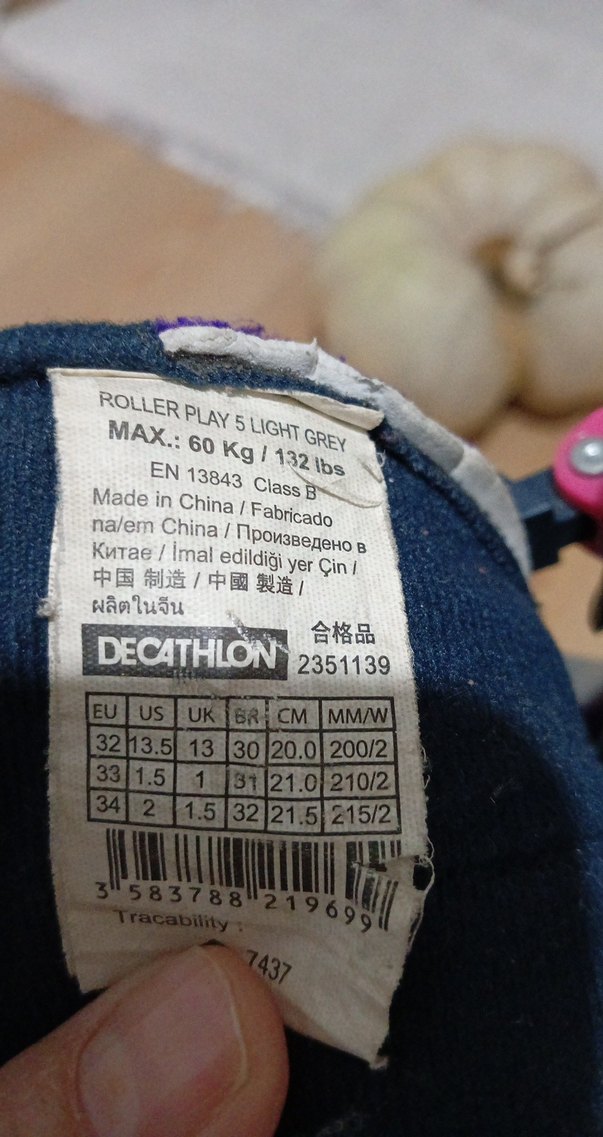 ROLLER PLAY 5 LIGHT GREY
MAX.: 60 Kg / 132 lbs
EN 13843 Class B
Made in China / Fabricado
na/em China / Произведено в
Китае / İmal edildiği yer Çin /
中国 制造 / 中國 製造 /
ผลิตในจีน
合格品
DECATHLON 2351139
EU US UK BR CM MM/W
32 13.5 13 30 20.0 200/2
33 1.5 1 31 21.0 210/2
34 2 1.5 32 21.5 215/2
3 583788 219699
Tracability :
7437